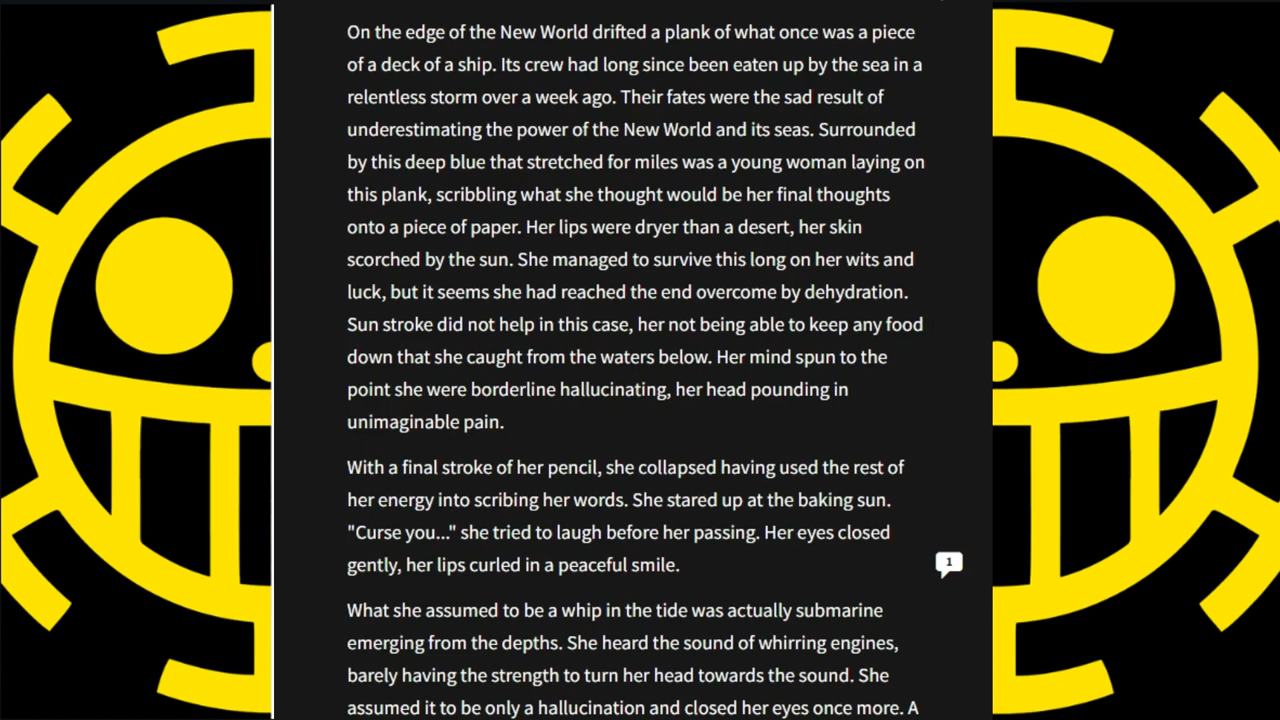 On the edge of the New World drifted a plank of what once was a piece
of a deck of a ship. Its crew had long since been eaten up by the sea in a
relentless storm over a week ago. Their fates were the sad result of
underestimating the power of the New World and its seas. Surrounded
by this deep blue that stretched for miles was a young woman laying on
this plank, scribbling what she thought would be her final thoughts
onto a piece of paper. Her lips were dryer than a desert, her skin
scorched by the sun. She managed to survive this long on her wits and
luck, but it seems she had reached the end overcome by dehydration.
Sun stroke did not help in this case, her not being able to keep any food
down that she caught from the waters below. Her mind spun to the
point she were borderline hallucinating, her head pounding in
unimaginable pain.
With a final stroke of her pencil, she collapsed having used the rest of
her energy into scribing her words. She stared up at the baking sun.
"Curse you..." she tried to laugh before her passing. Her eyes closed
gently, her lips curled in a peaceful smile.
1
What she assumed to be a whip in the tide was actually submarine
emerging from the depths. She heard the sound of whirring engines,
barely having the strength to turn her head towards the sound. She
assumed it to be only a hallucination and closed her eyes once more. A